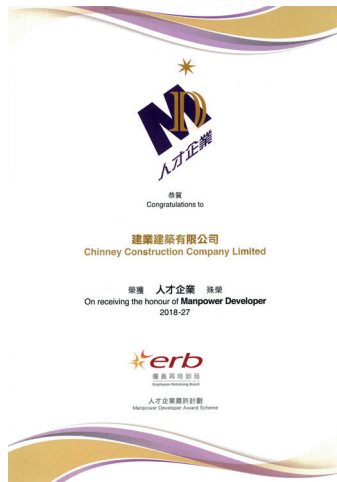 MD
人才企業
恭賀
Congratulations to
建業建築有限公司
Chinney Construction Company Limited
榮獲 人才企業 殊榮
On receiving the honour of Manpower Developer
2018-27
erb
僱員再培訓局
Employees Retraining Board
人才企業嘉許計劃
Manpower Developer Award Scheme